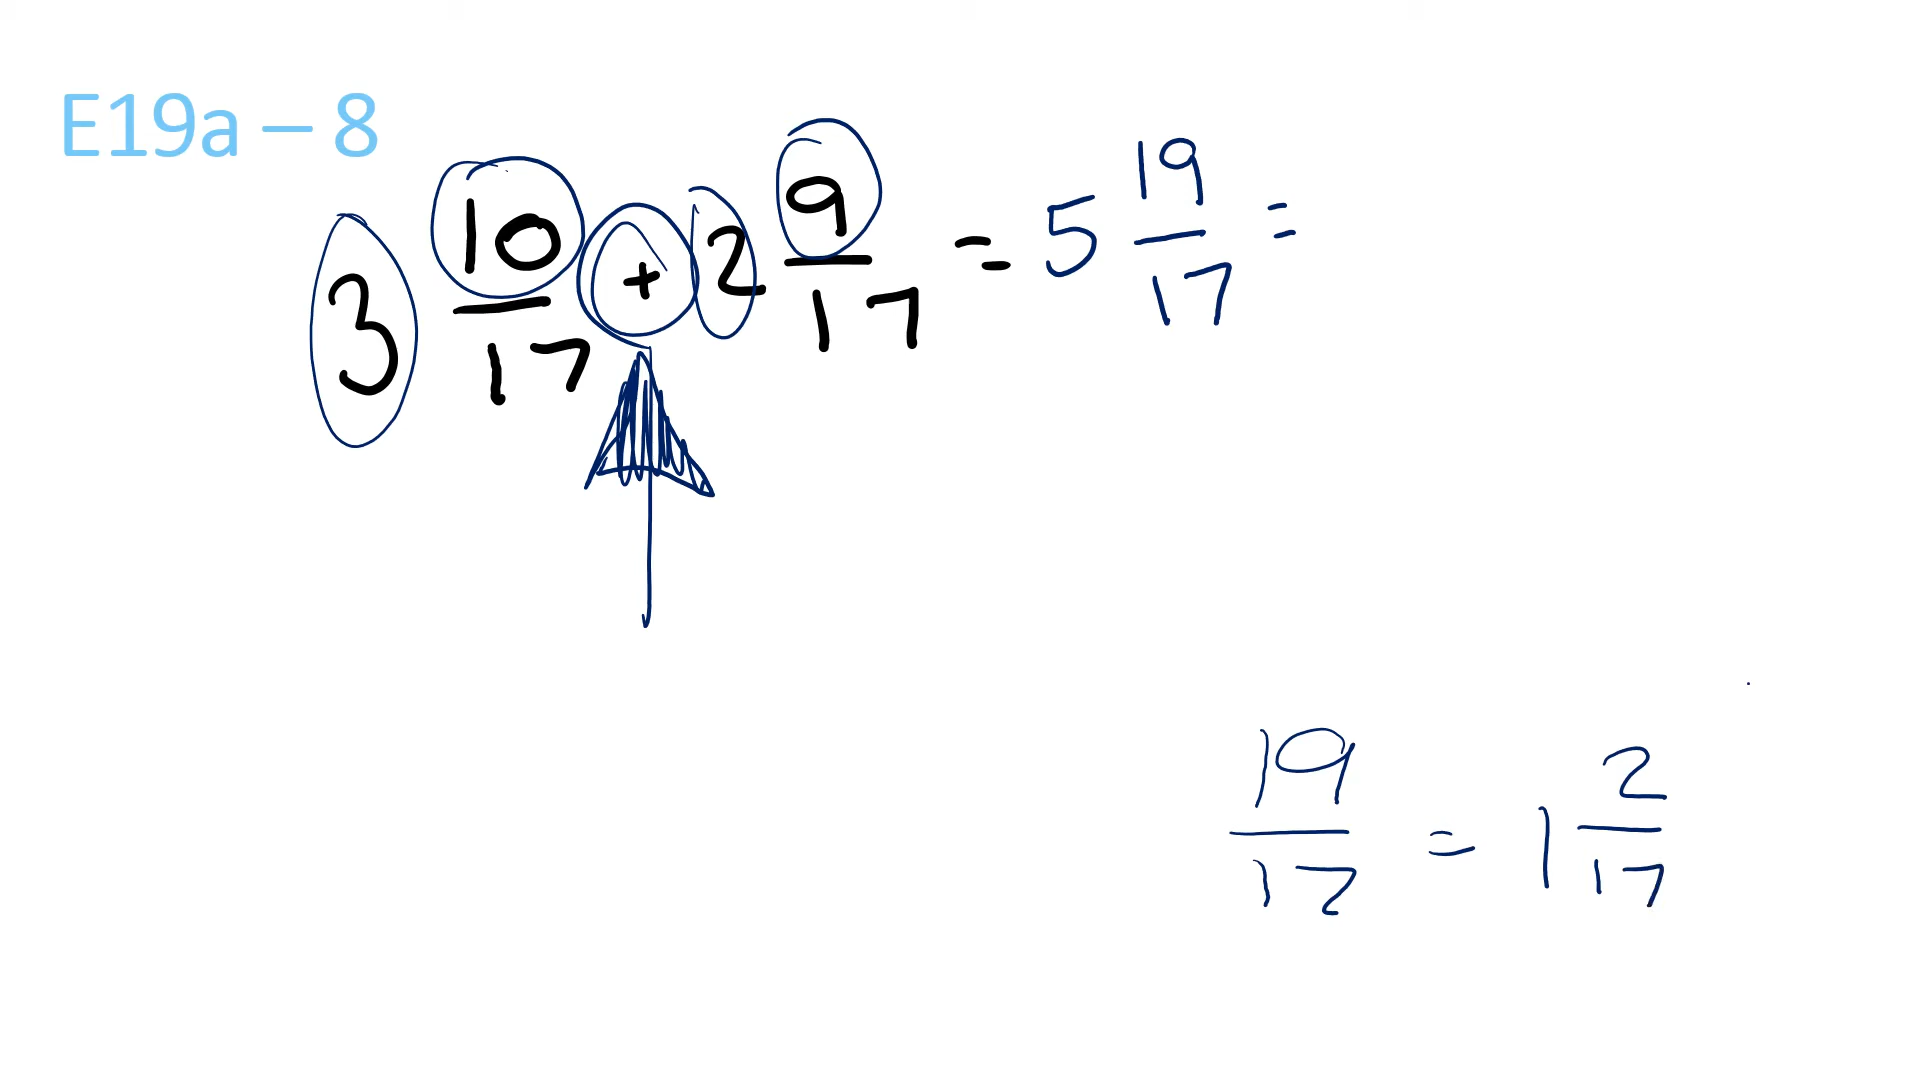 E19a – 8
3 10/17 + 2 9/17 = 5 19/17 =
19/17 = 1 2/17